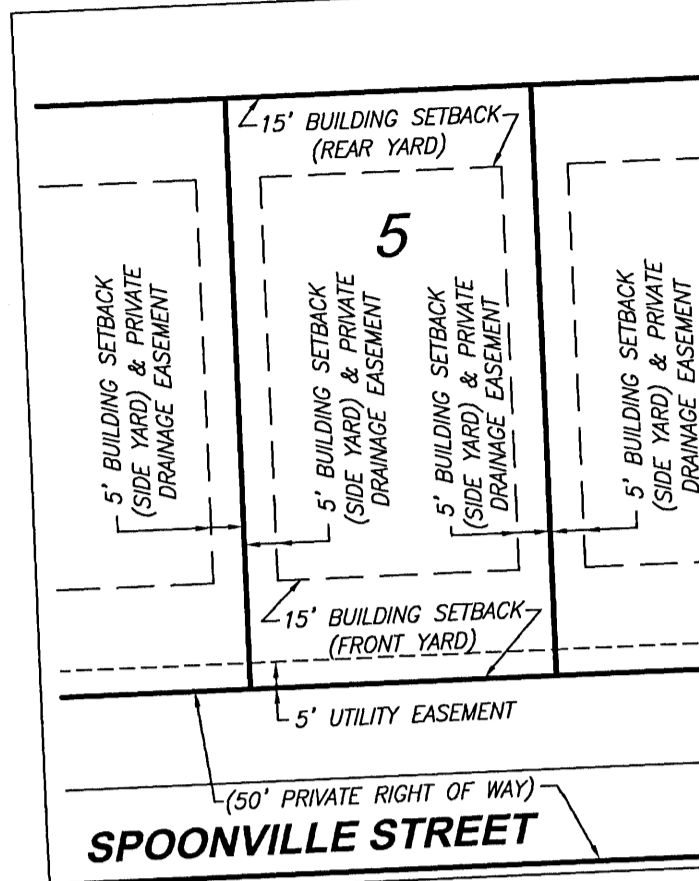 15' BUILDING SETBACK
(REAR YARD)
5
5' BUILDING SETBACK
(SIDE YARD) & PRIVATE
DRAINAGE EASEMENT
5' BUILDING SETBACK
(SIDE YARD) & PRIVATE
DRAINAGE EASEMENT
5' BUILDING SETBACK
(SIDE YARD) & PRIVATE
DRAINAGE EASEMENT
5' BUILDING SETBACK
(SIDE YARD) & PRIVATE
DRAINAGE EASEMENT
15' BUILDING SETBACK
(FRONT YARD)
5' UTILITY EASEMENT
(50' PRIVATE RIGHT OF WAY)
SPOONVILLE STREET